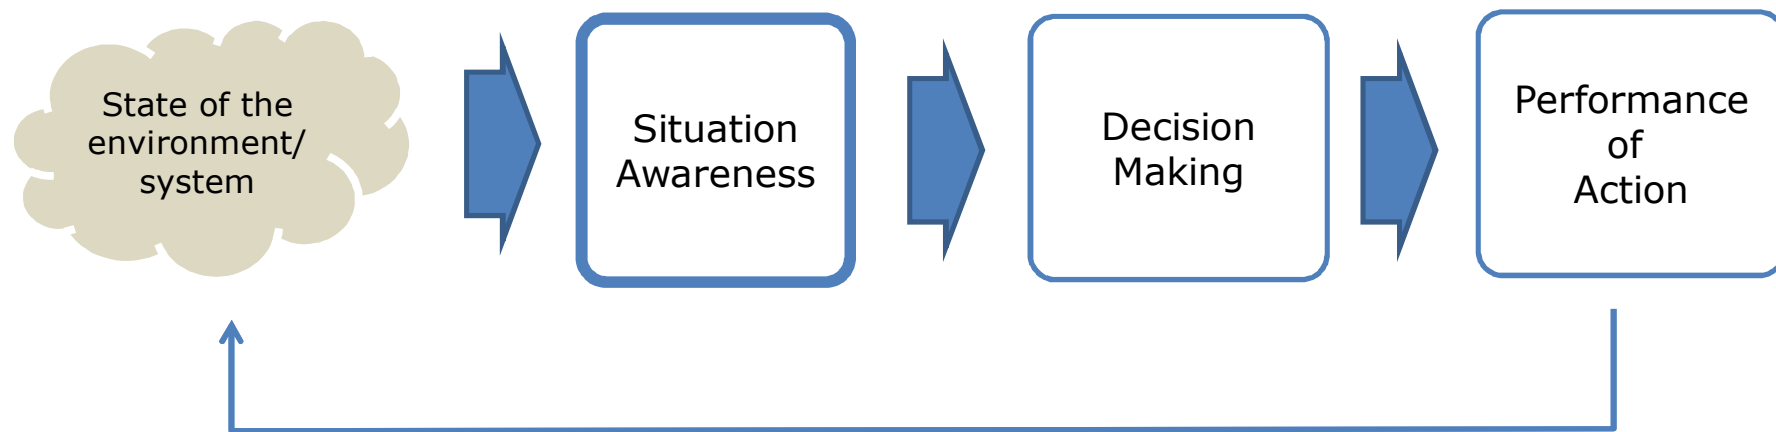 State of the
environment/
system
Situation
Awareness
Decision
Making
Performance
of
Action